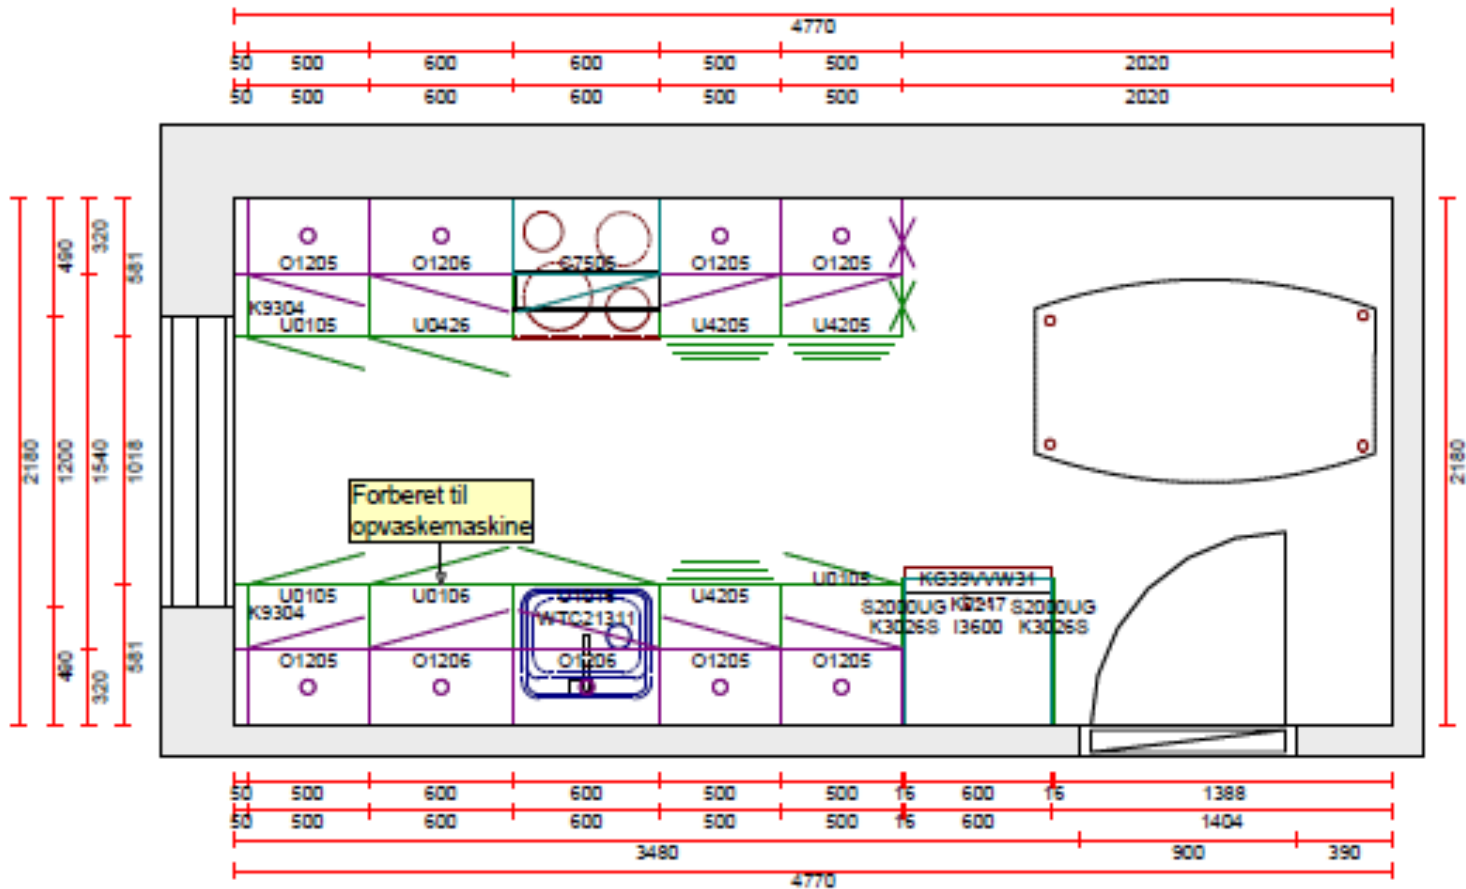 4770
50 500 600 600 500 500 2020
50 500 600 600 500 500 2020
O1205 O1206 O1205 O1205
K9304
U0105 U0426 U4205 U4205
2180
490
1200
490
320
1540
320
581
1018
581
2180
Forberet til
opvaskemaskine
U0105 U0106 U4205 U0105
K9304
WTC21311
KG39VVW31
S2000UG S2000UG
K3026S I3600 K3026S
O1205 O1206 O1206 O1205 O1205
50 500 600 600 500 500 15 600 15 1388
50 500 600 600 500 500 15 600 1404
3480 900 390
4770